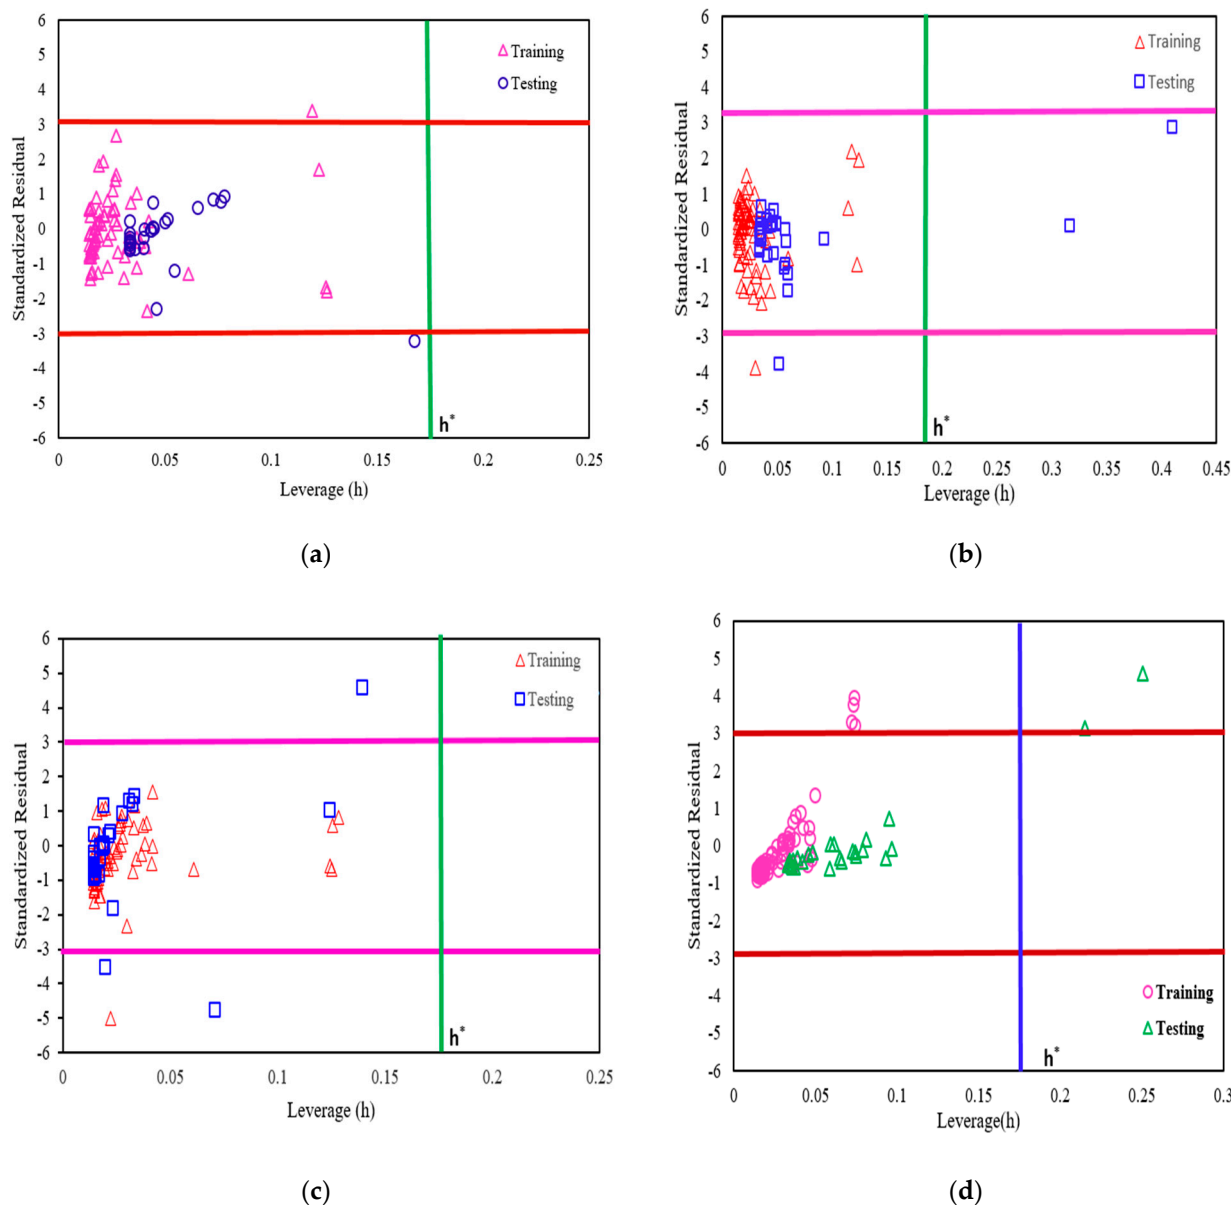 6
5
4
3
2
1
0
-1
-2
-3
-4
-5
-6
Standardized Residual
Training
Testing
h*
0 0.05 0.1 0.15 0.2 0.25
Leverage (h)
(a)
6
5
4
3
2
1
0
-1
-2
-3
-4
-5
-6
Standardized Residual
Training
Testing
h*
0 0.05 0.1 0.15 0.2 0.25 0.3 0.35 0.4 0.45
Leverage (h)
(b)
6
5
4
3
2
1
0
-1
-2
-3
-4
-5
-6
Standardized Residual
Training
Testing
h*
0 0.05 0.1 0.15 0.2 0.25
Leverage (h)
(c)
6
5
4
3
2
1
0
-1
-2
-3
-4
-5
-6
Standardized Residual
Training
Testing
h*
0 0.05 0.1 0.15 0.2 0.25 0.3
Leverage(h)
(d)